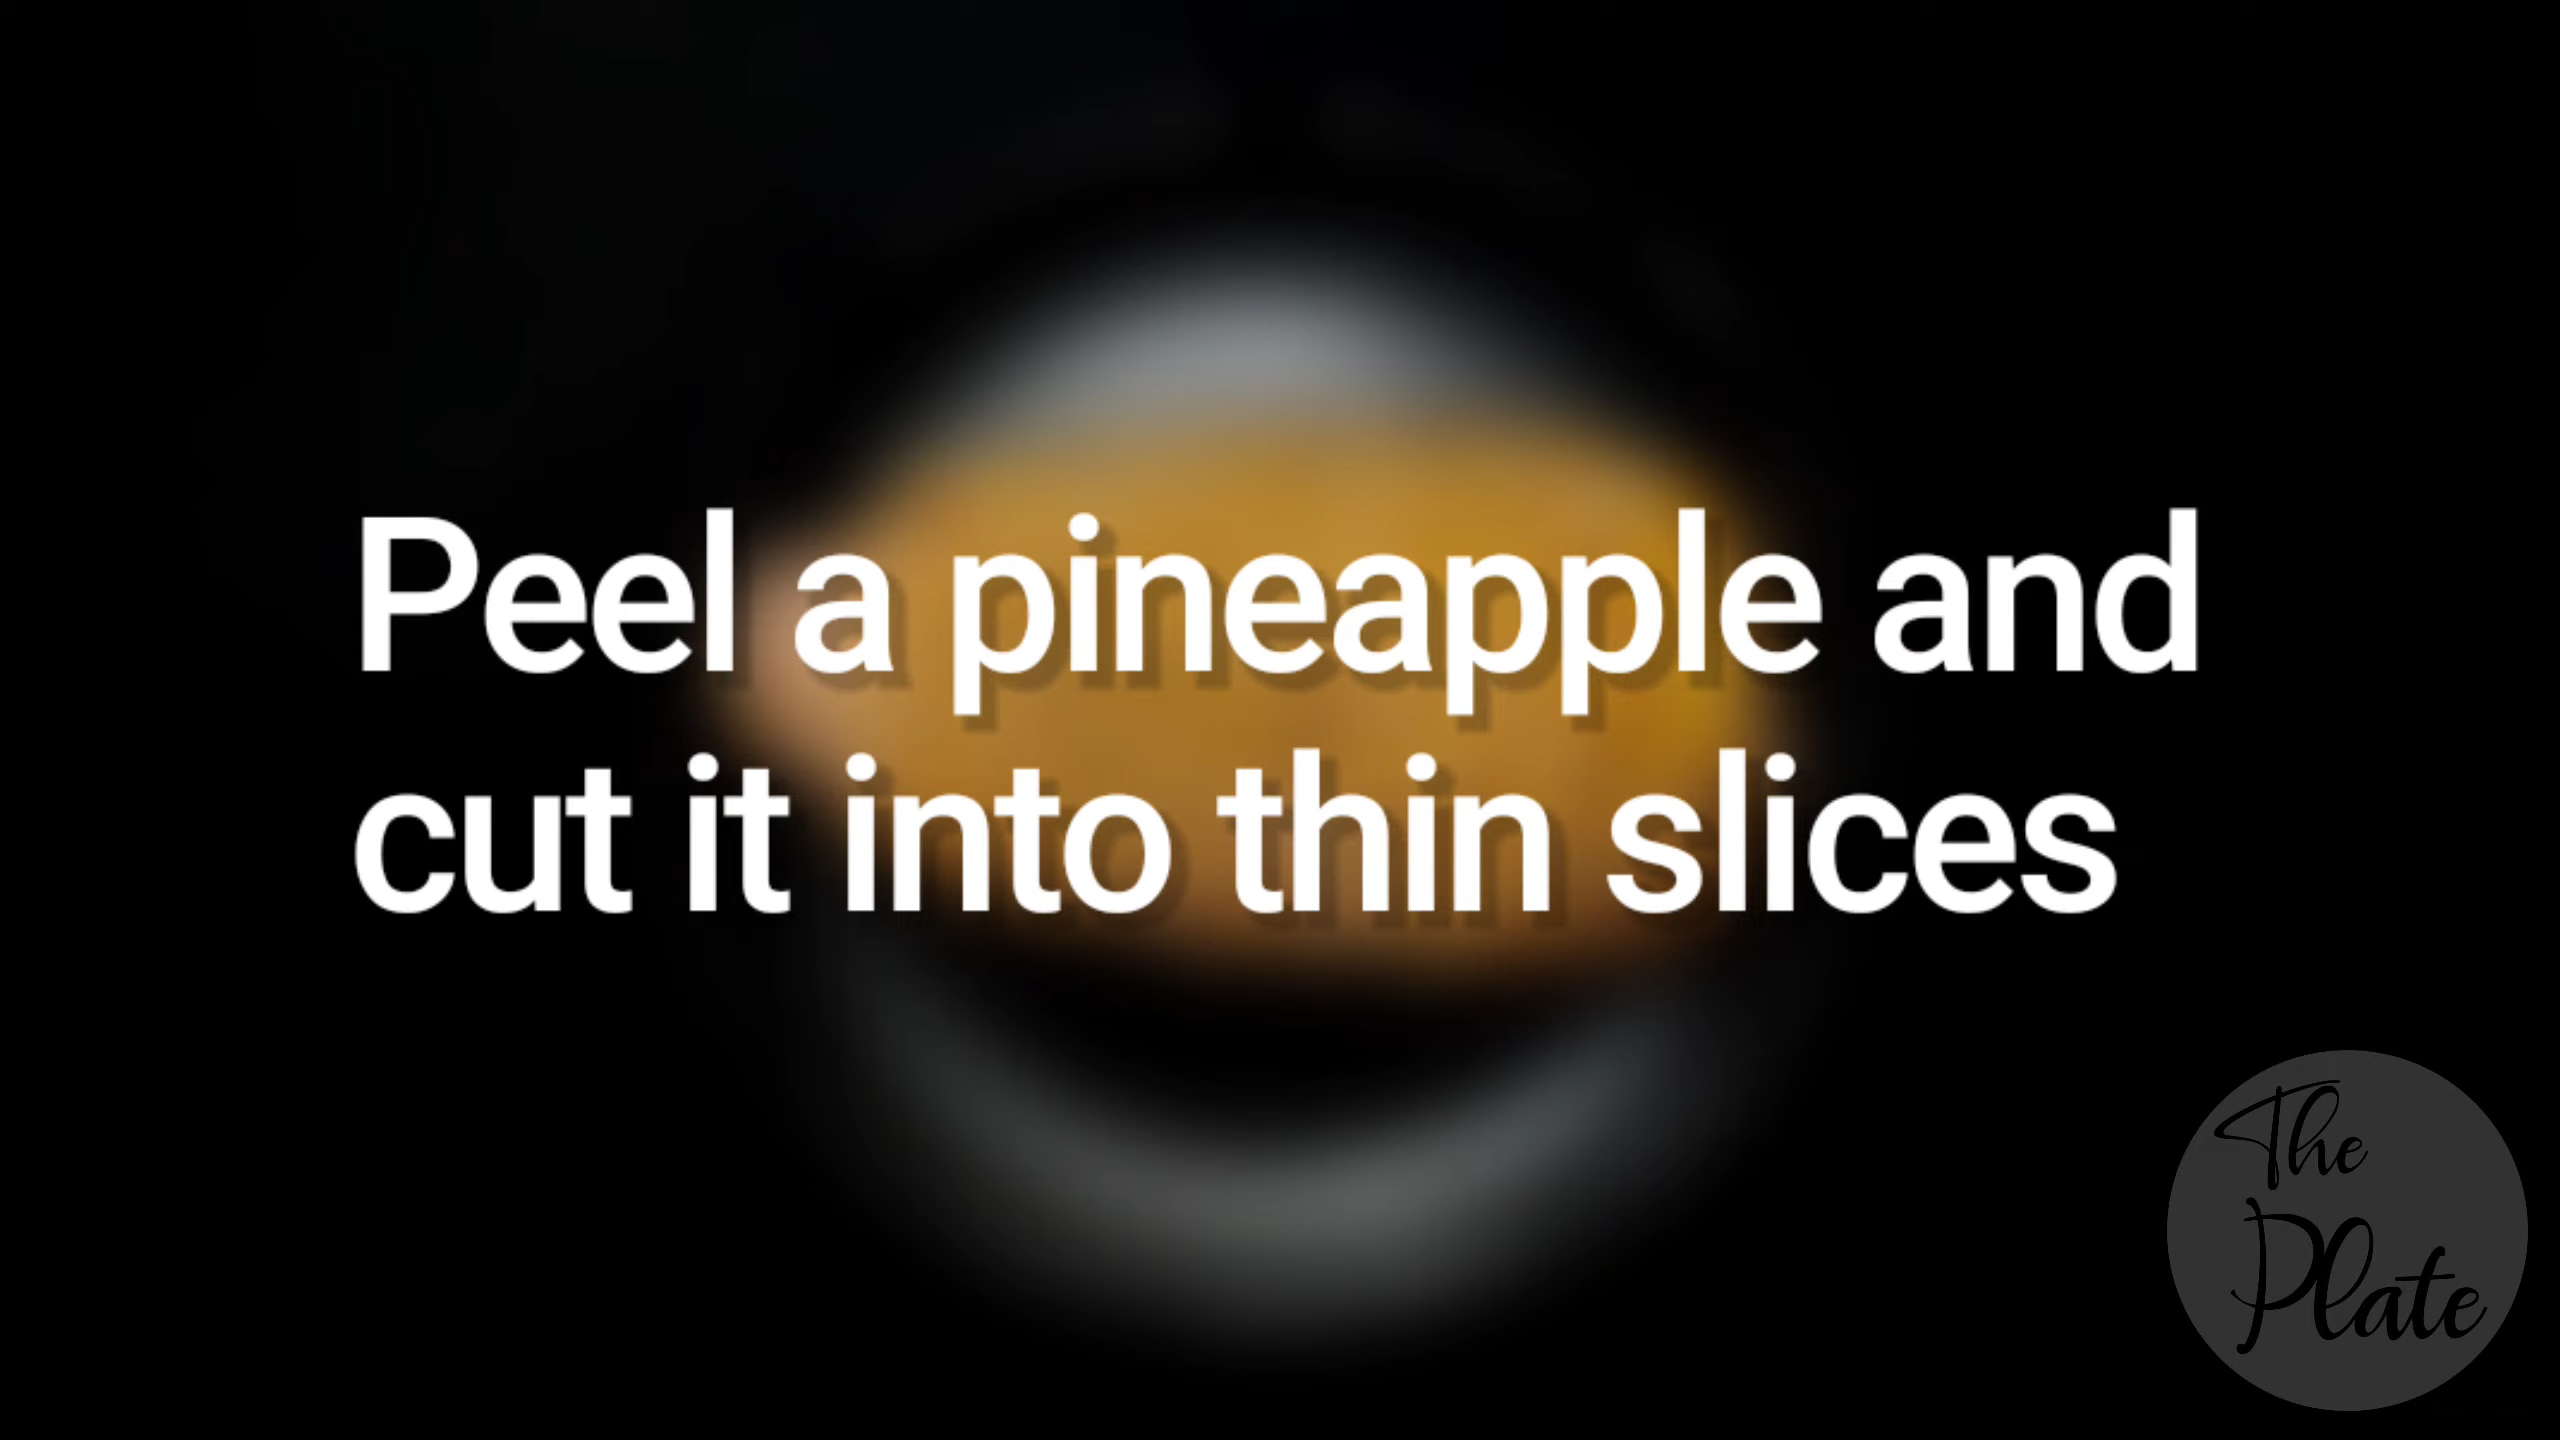 Peel a pineapple and
cut it into thin slices
The
Plate